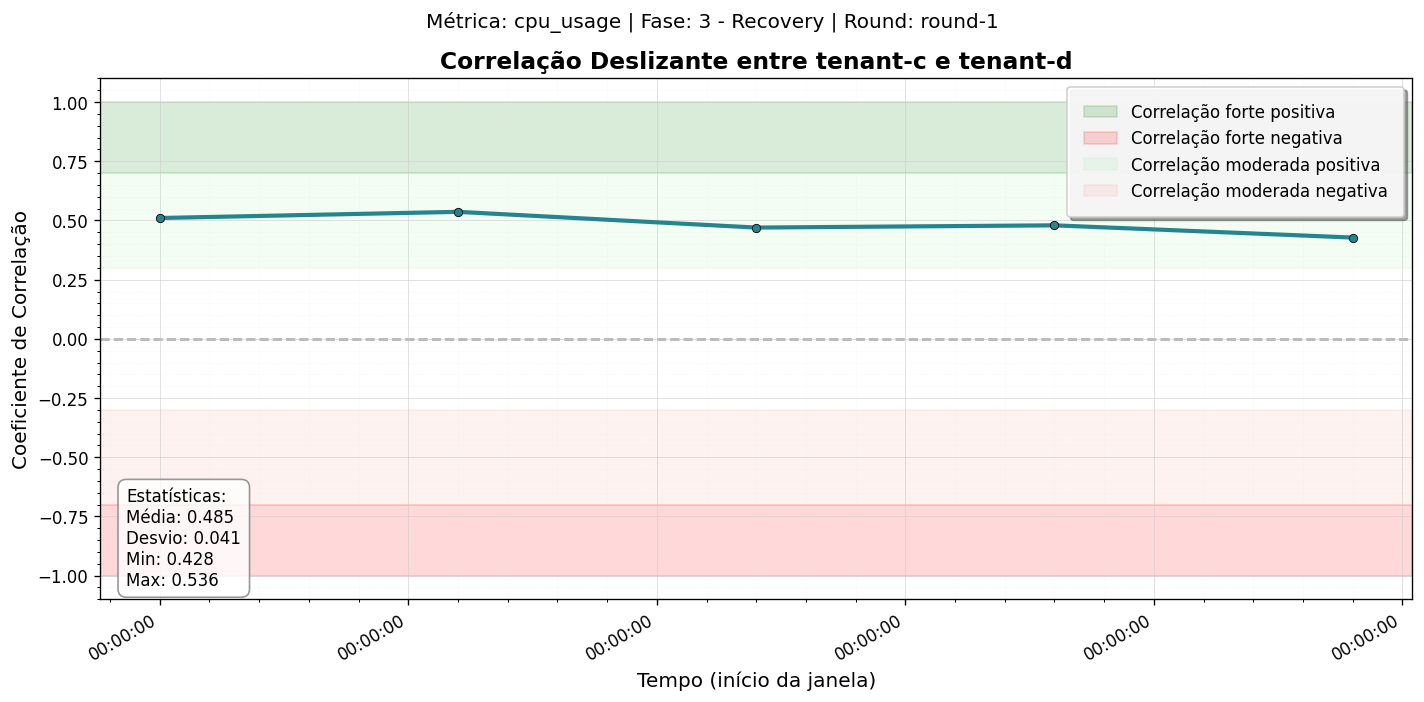 Métrica: cpu_usage | Fase: 3 - Recovery | Round: round-1
Correlação Deslizante entre tenant-c e tenant-d
Correlação forte positiva
Correlação forte negativa
Correlação moderada positiva
Correlação moderada negativa
Coeficiente de Correlação
1.00
0.75
0.50
0.25
0.00
−0.25
−0.50
−0.75
−1.00
Estatísticas:
Média: 0.485
Desvio: 0.041
Min: 0.428
Max: 0.536
00:00:00
00:00:00
00:00:00
00:00:00
00:00:00
00:00:00
Tempo (início da janela)